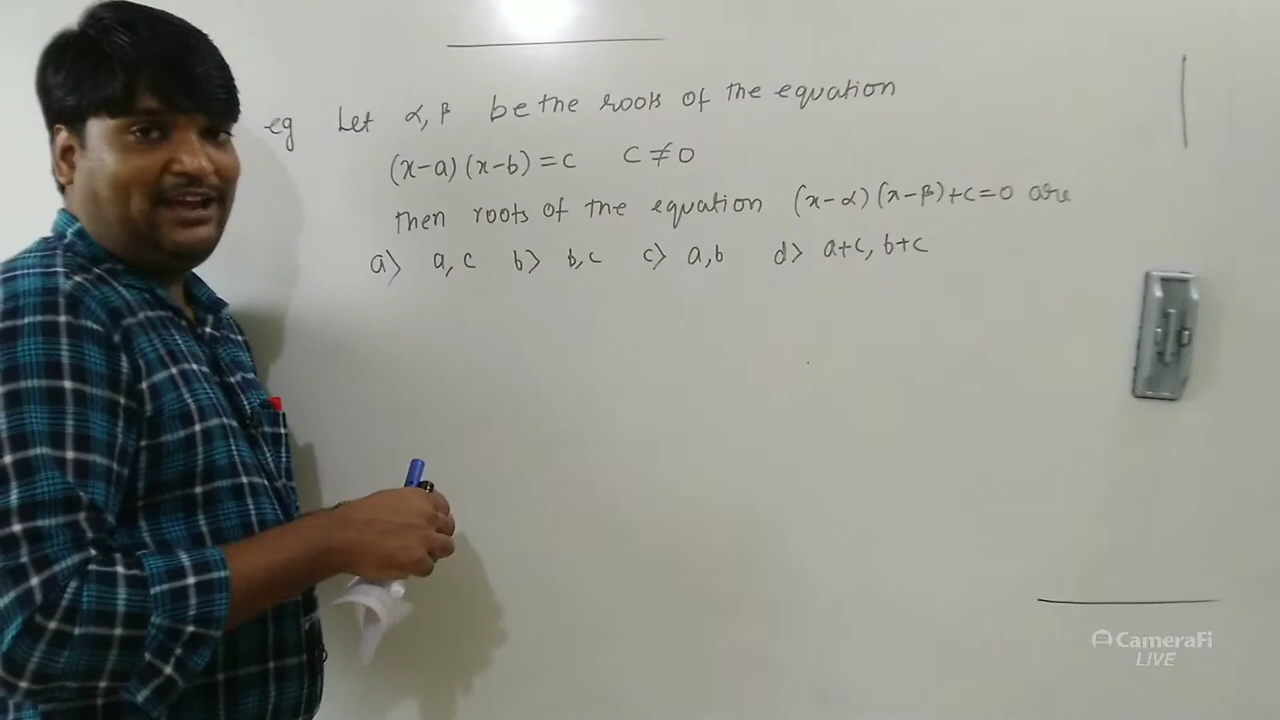 eg Let α, β be the roots of the equation
(x-a)(x-b)=c c≠0
then roots of the equation (x-α)(x-β)+c=0 are
a> a, c b> b, c c> a, b d> a+c, b+c
CameraFi
LIVE